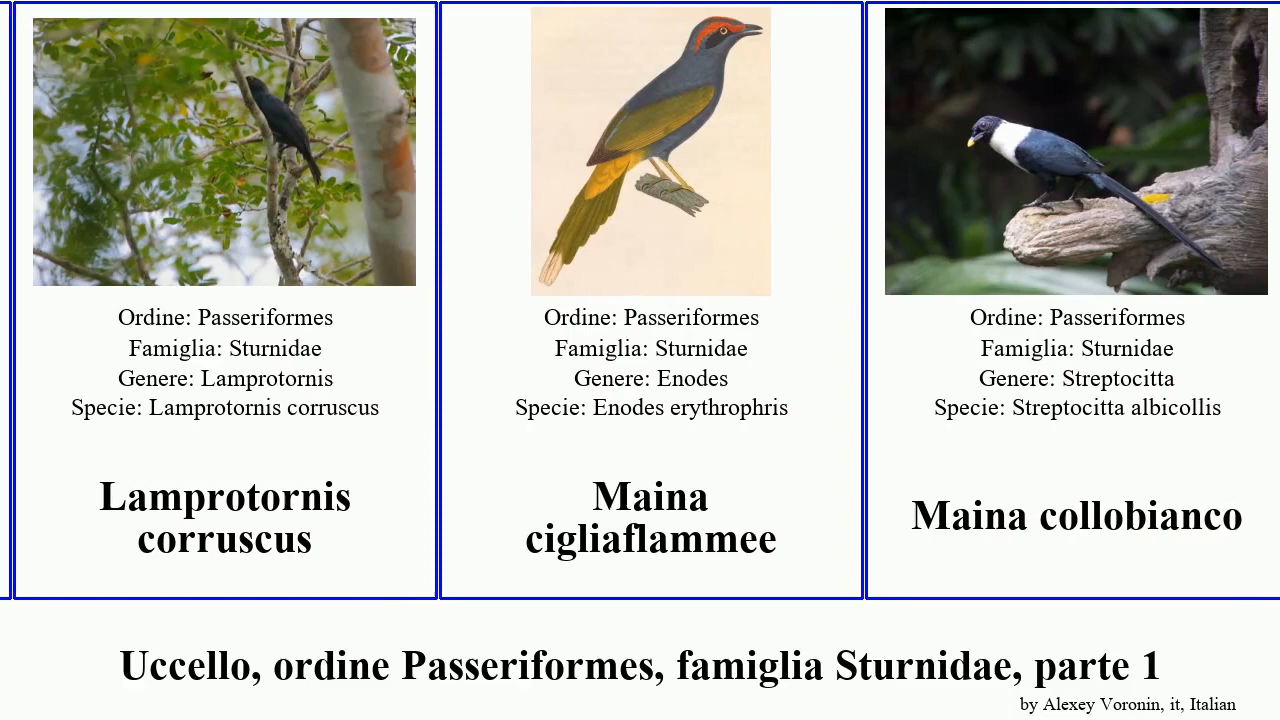 Ordine: Passeriformes
Famiglia: Sturnidae
Genere: Lamprotornis
Specie: Lamprotornis corruscus
Lamprotornis
corruscus
Ordine: Passeriformes
Famiglia: Sturnidae
Genere: Enodes
Specie: Enodes erythrophris
Maina
cigliaflammee
Ordine: Passeriformes
Famiglia: Sturnidae
Genere: Streptocitta
Specie: Streptocitta albicollis
Maina collobianco
Uccello, ordine Passeriformes, famiglia Sturnidae, parte 1
by Alexey Voronin, it, Italian